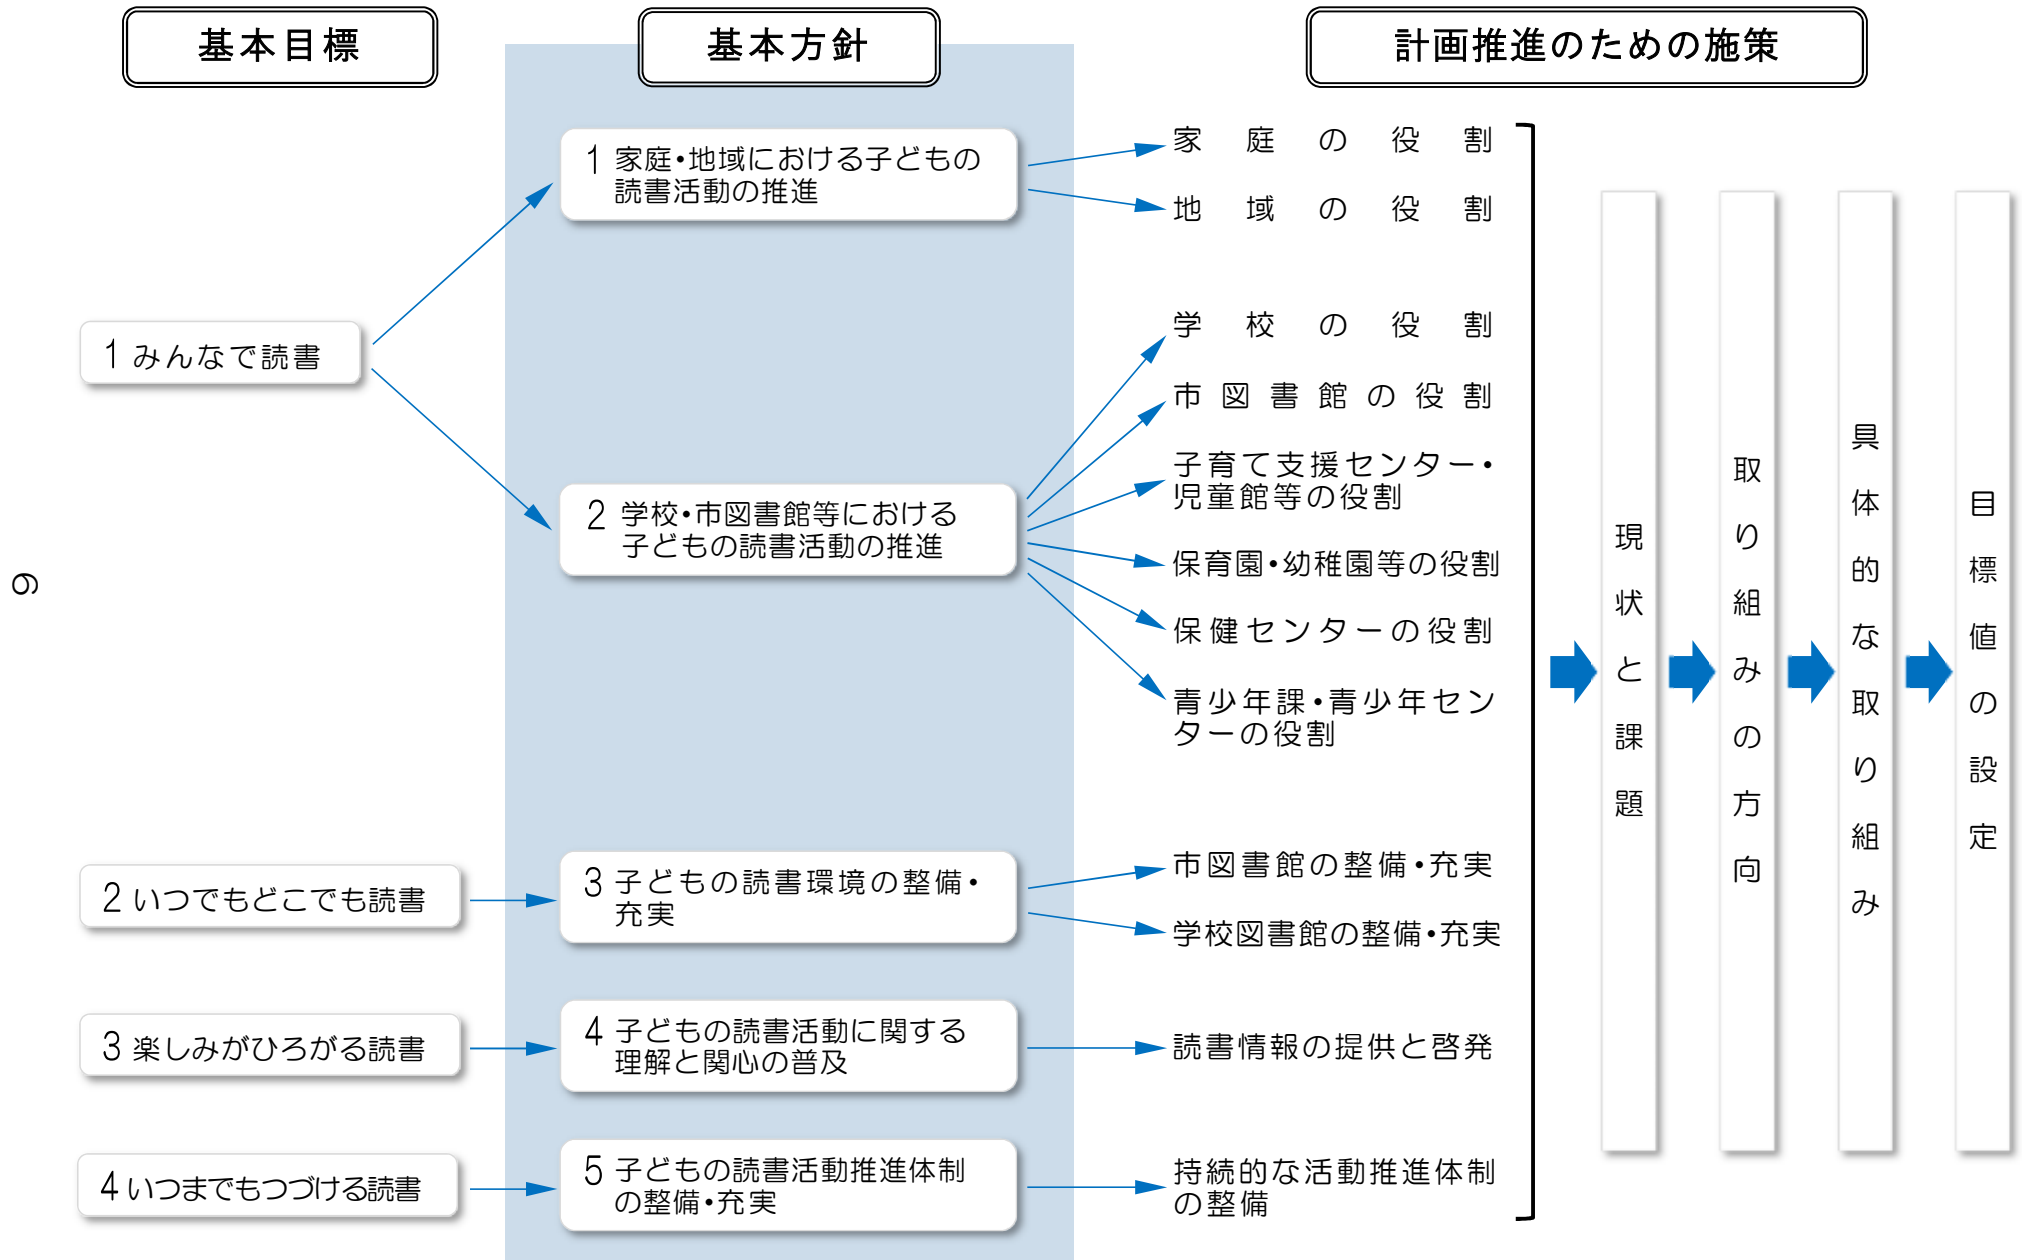 基本目標
基本方針
計画推進のための施策
1 みんなで読書
1 家庭・地域における子どもの
読書活動の推進
家庭の役割
地域の役割
2 学校・市図書館等における
子どもの読書活動の推進
学校の役割
市図書館の役割
子育て支援センター・
児童館等の役割
保育園・幼稚園等の役割
保健センターの役割
青少年課・青少年セン
ターの役割
2 いつでもどこでも読書
3 子どもの読書環境の整備・
充実
市図書館の整備・充実
学校図書館の整備・充実
3 楽しみがひろがる読書
4 子どもの読書活動に関する
理解と関心の普及
読書情報の提供と啓発
4 いつまでもつづける読書
5 子どもの読書活動推進体制
の整備・充実
持続的な活動推進体制
の整備
現状と課題
取り組みの方向
具体的な取り組み
目標値の設定
6